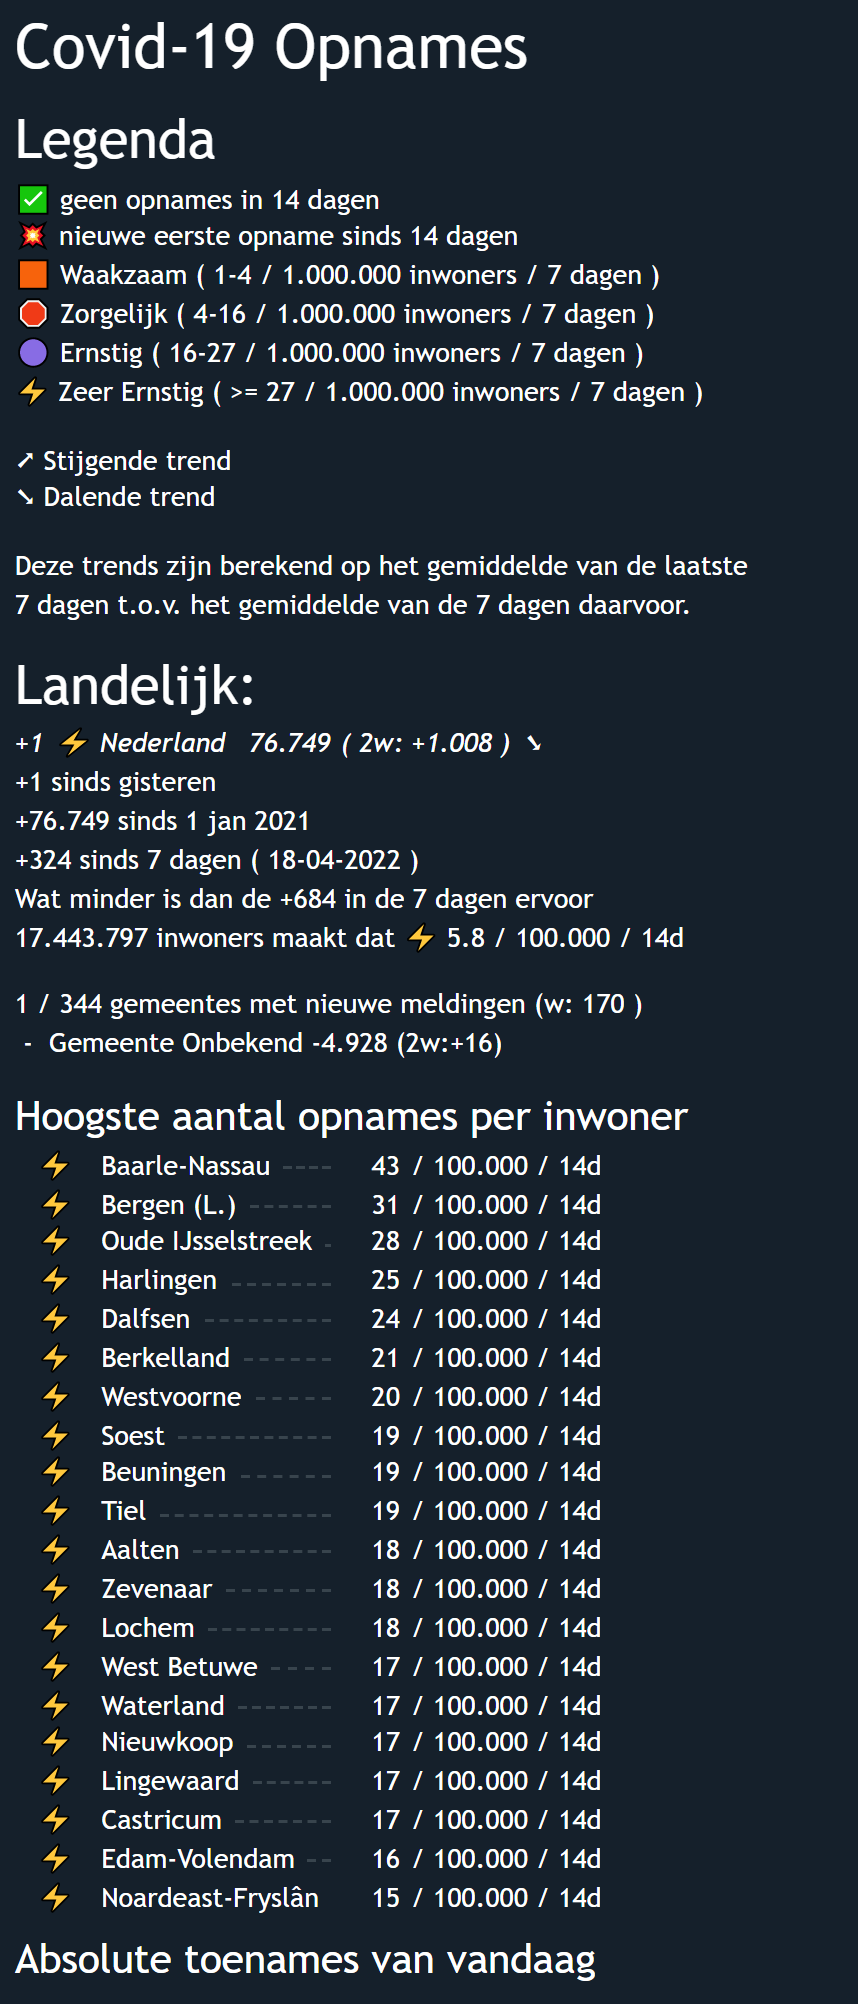 Covid-19 Opnames
Legenda
✅ geen opnames in 14 dagen
💥 nieuwe eerste opname sinds 14 dagen
🟧 Waakzaam ( 1-4 / 1.000.000 inwoners / 7 dagen )
🛑 Zorgelijk ( 4-16 / 1.000.000 inwoners / 7 dagen )
🟣 Ernstig ( 16-27 / 1.000.000 inwoners / 7 dagen )
⚡ Zeer Ernstig ( >= 27 / 1.000.000 inwoners / 7 dagen )
➚ Stijgende trend
➘ Dalende trend
Deze trends zijn berekend op het gemiddelde van de laatste
7 dagen t.o.v. het gemiddelde van de 7 dagen daarvoor.
Landelijk:
+1 ⚡ Nederland 76.749 ( 2w: +1.008 ) ➘
+1 sinds gisteren
+76.749 sinds 1 jan 2021
+324 sinds 7 dagen ( 18-04-2022 )
Wat minder is dan de +684 in de 7 dagen ervoor
17.443.797 inwoners maakt dat ⚡ 5.8 / 100.000 / 14d
1 / 344 gemeentes met nieuwe meldingen (w: 170 )
- Gemeente Onbekend -4.928 (2w:+16)
Hoogste aantal opnames per inwoner
⚡ Baarle-Nassau ---- 43 / 100.000 / 14d
⚡ Bergen (L.) ------ 31 / 100.000 / 14d
⚡ Oude IJsselstreek - 28 / 100.000 / 14d
⚡ Harlingen ------- 25 / 100.000 / 14d
⚡ Dalfsen ---------- 24 / 100.000 / 14d
⚡ Berkelland ------ 21 / 100.000 / 14d
⚡ Westvoorne ----- 20 / 100.000 / 14d
⚡ Soest ------------ 19 / 100.000 / 14d
⚡ Beuningen ------ 19 / 100.000 / 14d
⚡ Tiel ------------- 19 / 100.000 / 14d
⚡ Aalten ----------- 18 / 100.000 / 14d
⚡ Zevenaar ------- 18 / 100.000 / 14d
⚡ Lochem --------- 18 / 100.000 / 14d
⚡ West Betuwe ---- 17 / 100.000 / 14d
⚡ Waterland ------- 17 / 100.000 / 14d
⚡ Nieuwkoop ------ 17 / 100.000 / 14d
⚡ Lingewaard ------ 17 / 100.000 / 14d
⚡ Castricum ------- 17 / 100.000 / 14d
⚡ Edam-Volendam -- 16 / 100.000 / 14d
⚡ Noardeast-Fryslân 15 / 100.000 / 14d
Absolute toenames van vandaag